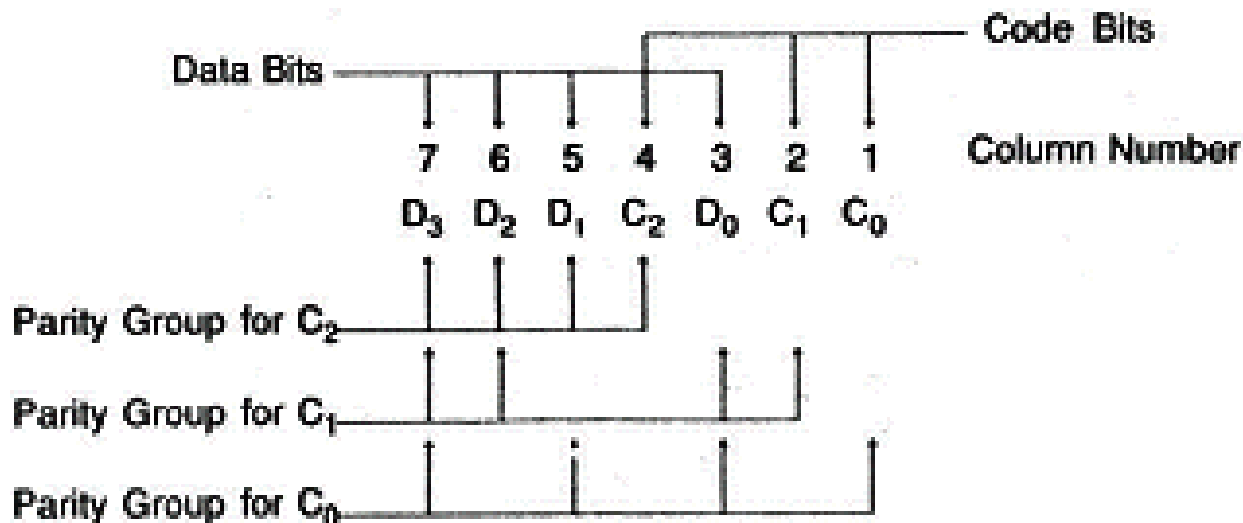 Code Bits
Data Bits
7 6 5 4 3 2 1 Column Number
D₃ D₂ D₁ C₂ D₀ C₁ C₀
Parity Group for C₂
Parity Group for C₁
Parity Group for C₀